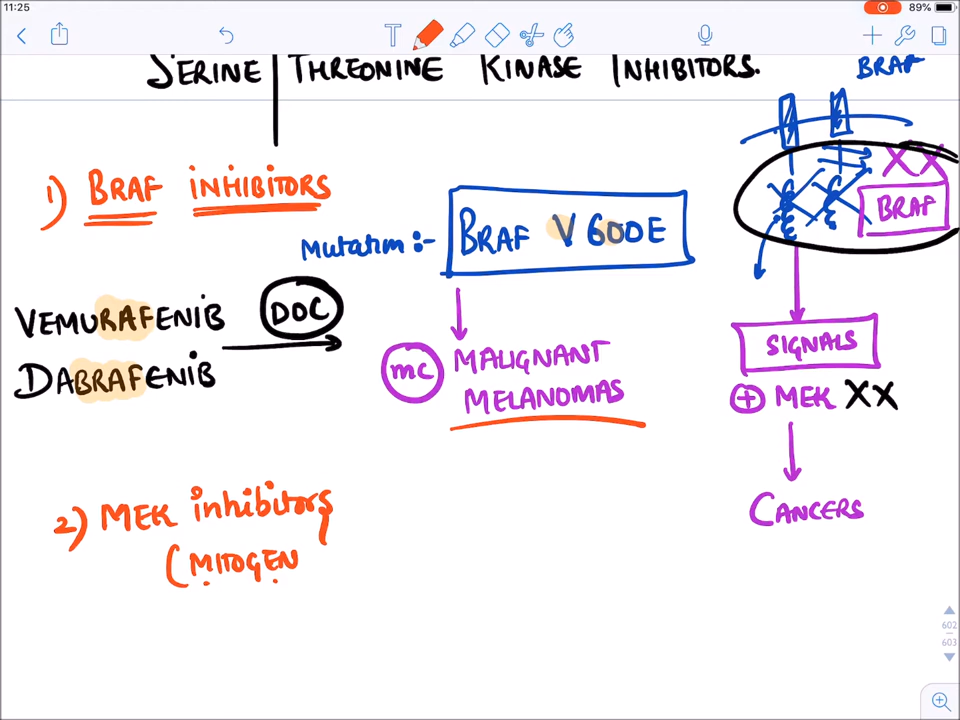 11:25
89%
T
SERINE | THREONINE KINASE INHIBITORS.
BRAF
1) BRAF INHIBITORS
XX
BRAF
Mutation :- BRAF V600E
VEMURAFENIB
DOC
DABRAFENIB
mc MALIGNANT
MELANOMAS
SIGNALS
+ MEK XX
CANCERS
2) MEK inhibitors
(MITOGEN
602
603